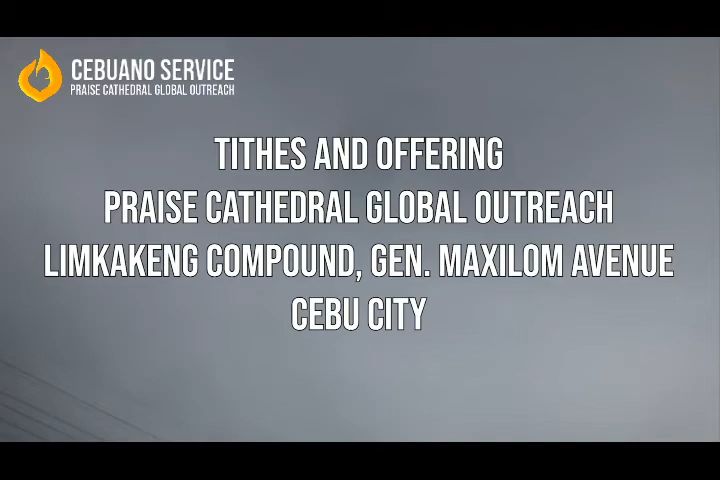 CEBUANO SERVICE
PRAISE CATHEDRAL GLOBAL OUTREACH
TITHES AND OFFERING
PRAISE CATHEDRAL GLOBAL OUTREACH
LIMKAKENG COMPOUND, GEN. MAXILOM AVENUE
CEBU CITY